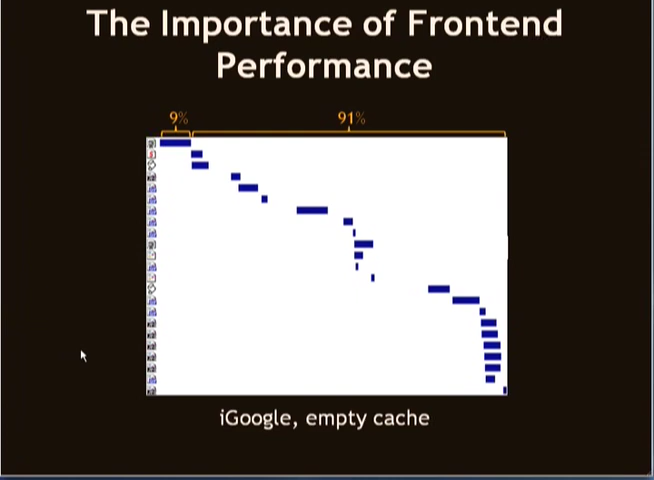 The Importance of Frontend
Performance
9% 91%
iGoogle, empty cache